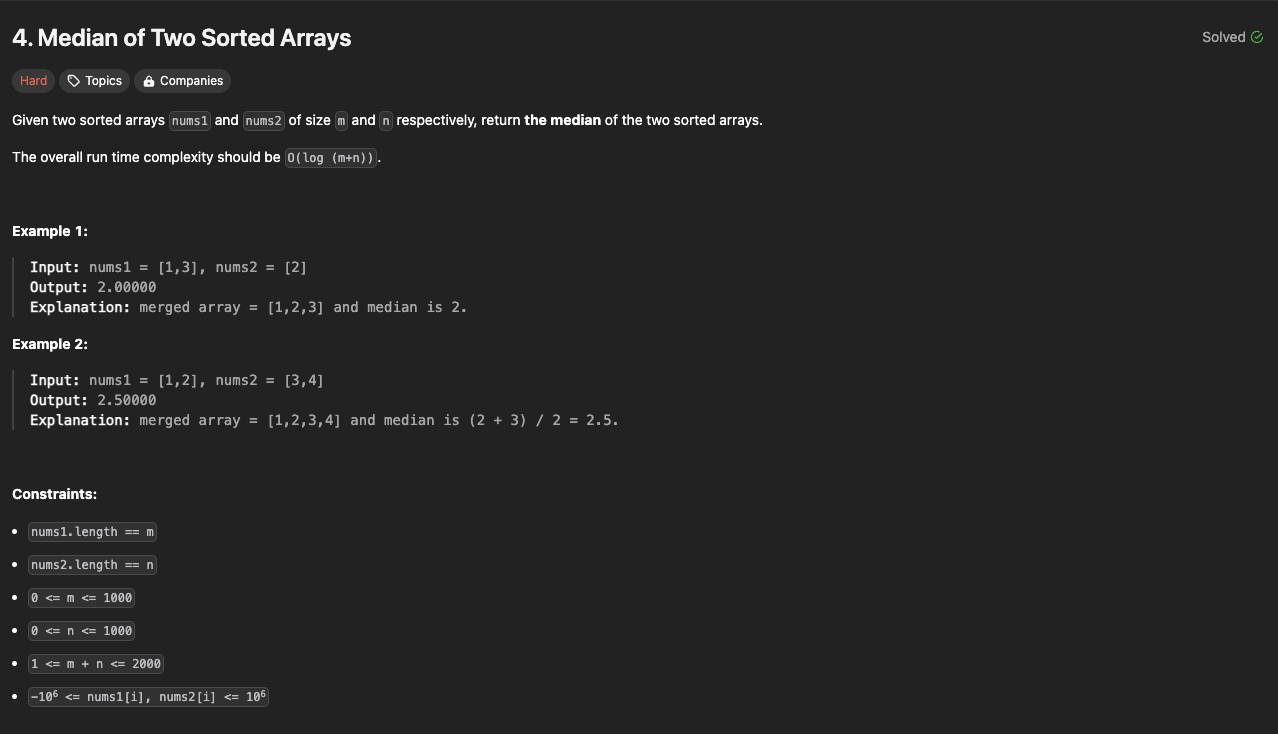 4. Median of Two Sorted Arrays
Solved
Hard Topics Companies
Given two sorted arrays nums1 and nums2 of size m and n respectively, return the median of the two sorted arrays.
The overall run time complexity should be O(log (m+n)).
Example 1:
Input: nums1 = [1,3], nums2 = [2]
Output: 2.00000
Explanation: merged array = [1,2,3] and median is 2.
Example 2:
Input: nums1 = [1,2], nums2 = [3,4]
Output: 2.50000
Explanation: merged array = [1,2,3,4] and median is (2 + 3) / 2 = 2.5.
Constraints:
• nums1.length == m
• nums2.length == n
• 0 <= m <= 1000
• 0 <= n <= 1000
• 1 <= m + n <= 2000
• -10⁶ <= nums1[i], nums2[i] <= 10⁶